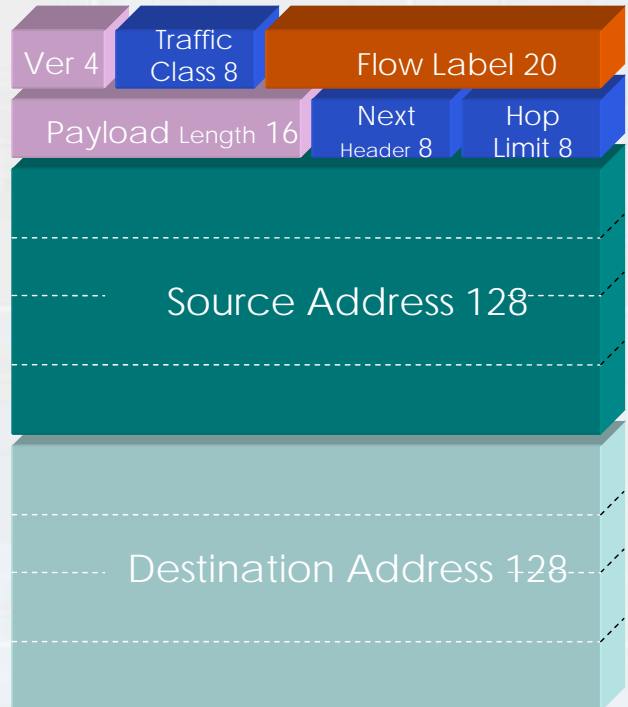 Ver 4
Traffic
Class 8
Flow Label 20
Payload Length 16
Next
Header 8
Hop
Limit 8
Source Address 128
Destination Address 128